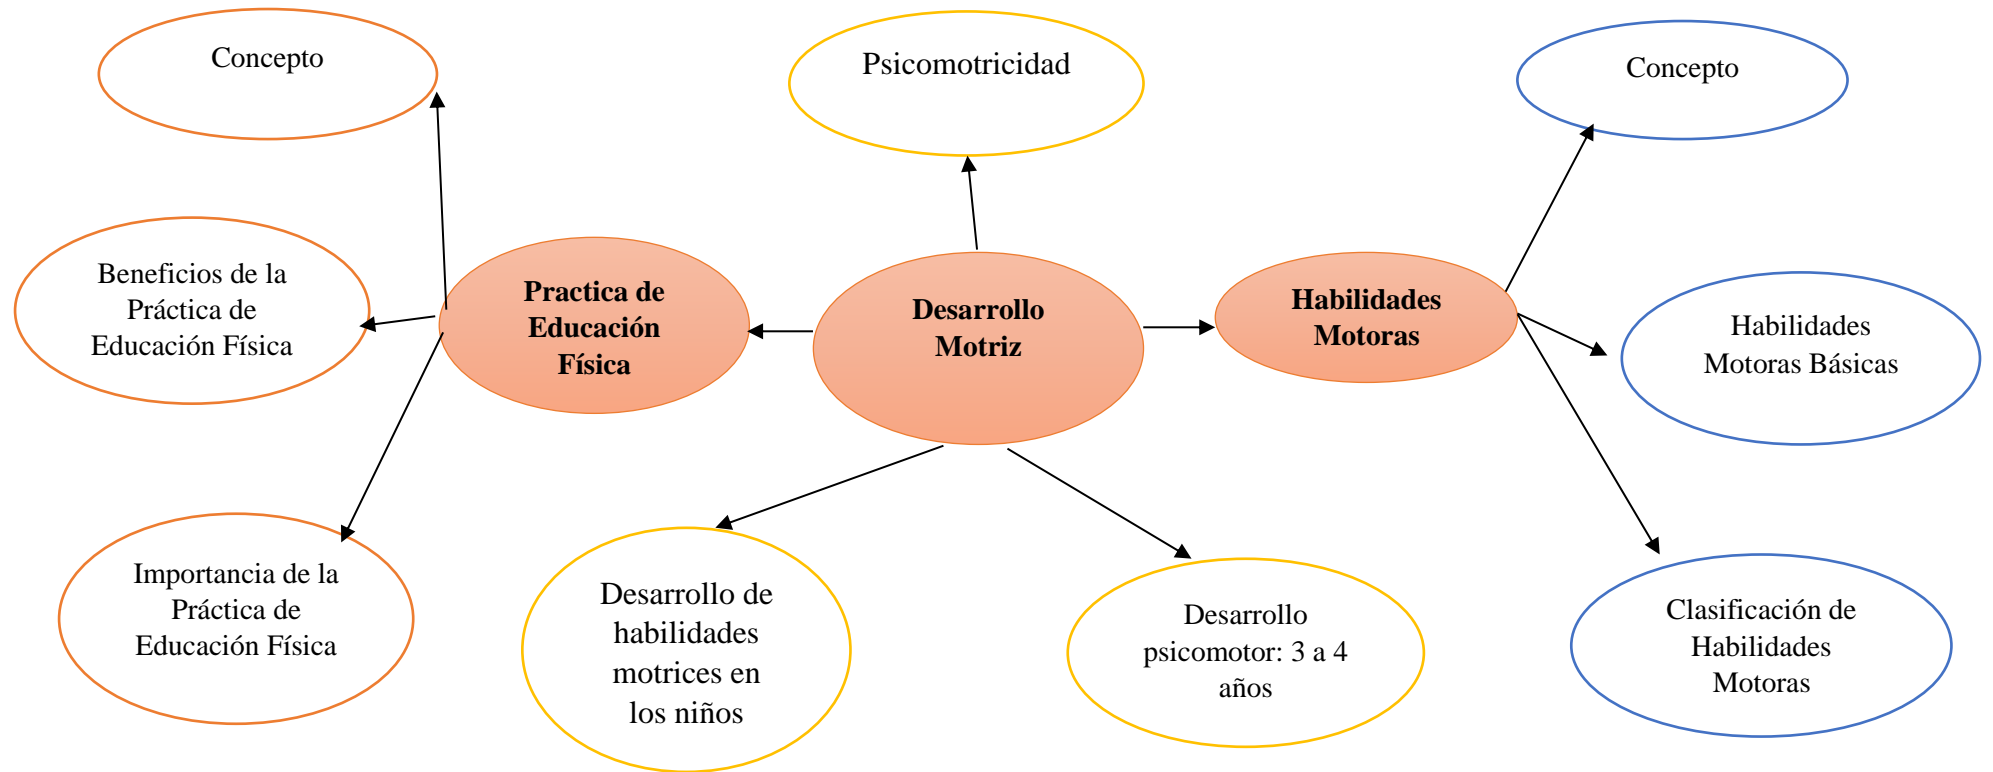 Concepto
Psicomotricidad
Concepto
Beneficios de la
Práctica de
Educación Física
Practica de
Educación
Física
Desarrollo
Motriz
Habilidades
Motoras
Habilidades
Motoras Básicas
Importancia de la
Práctica de
Educación Física
Desarrollo de
habilidades
motrices en
los niños
Desarrollo
psicomotor: 3 a 4
años
Clasificación de
Habilidades
Motoras